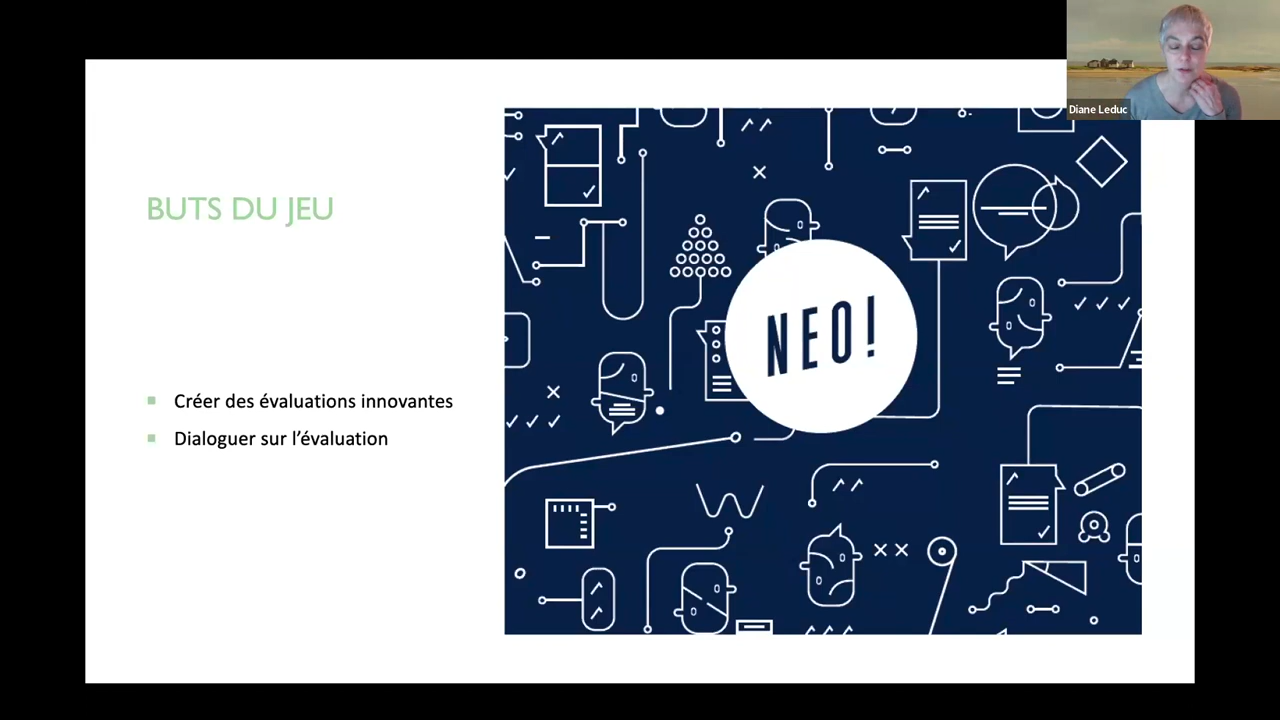 Diane Leduc
BUTS DU JEU
NEO!
Créer des évaluations innovantes
Dialoguer sur l’évaluation